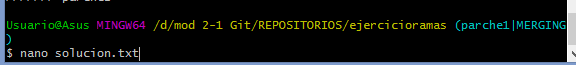 Usuario@Asus MINGW64 /d/mod 2-1 Git/REPOSITORIOS/ejercicioramas (parche1|MERGING
)
$ nano solucion.txt